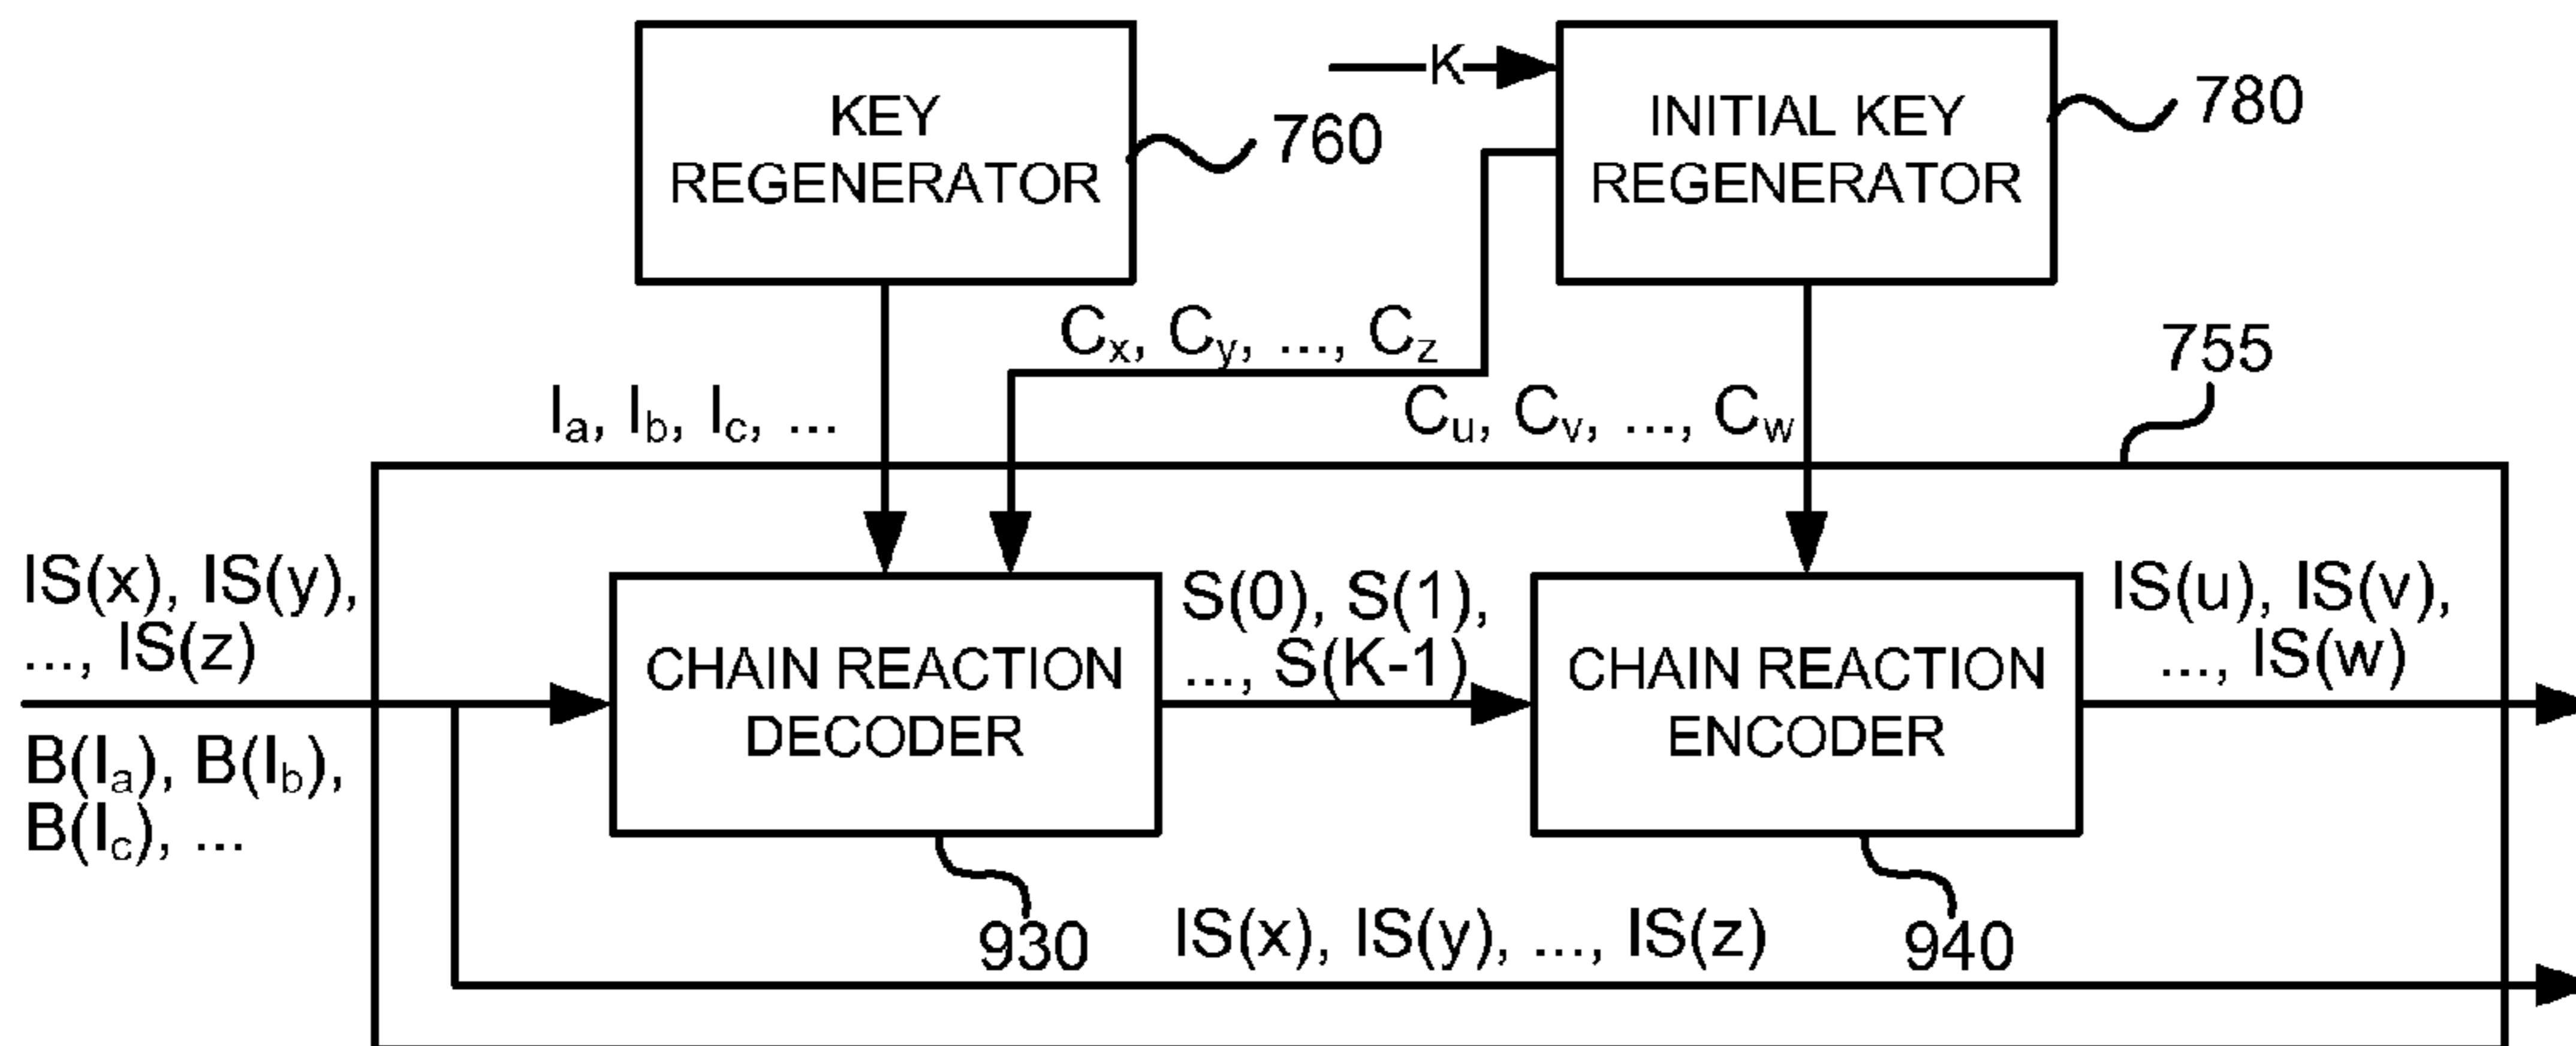 KEY
REGENERATOR
760
K
INITIAL KEY
REGENERATOR
780
Cx, Cy, ..., Cz
Ia, Ib, Ic, ...
Cu, Cv, ..., Cw
755
IS(x), IS(y),
..., IS(z)
B(Ia), B(Ib),
B(Ic), ...
CHAIN REACTION
DECODER
930
S(0), S(1),
..., S(K-1)
CHAIN REACTION
ENCODER
940
IS(u), IS(v),
..., IS(w)
IS(x), IS(y), ..., IS(z)